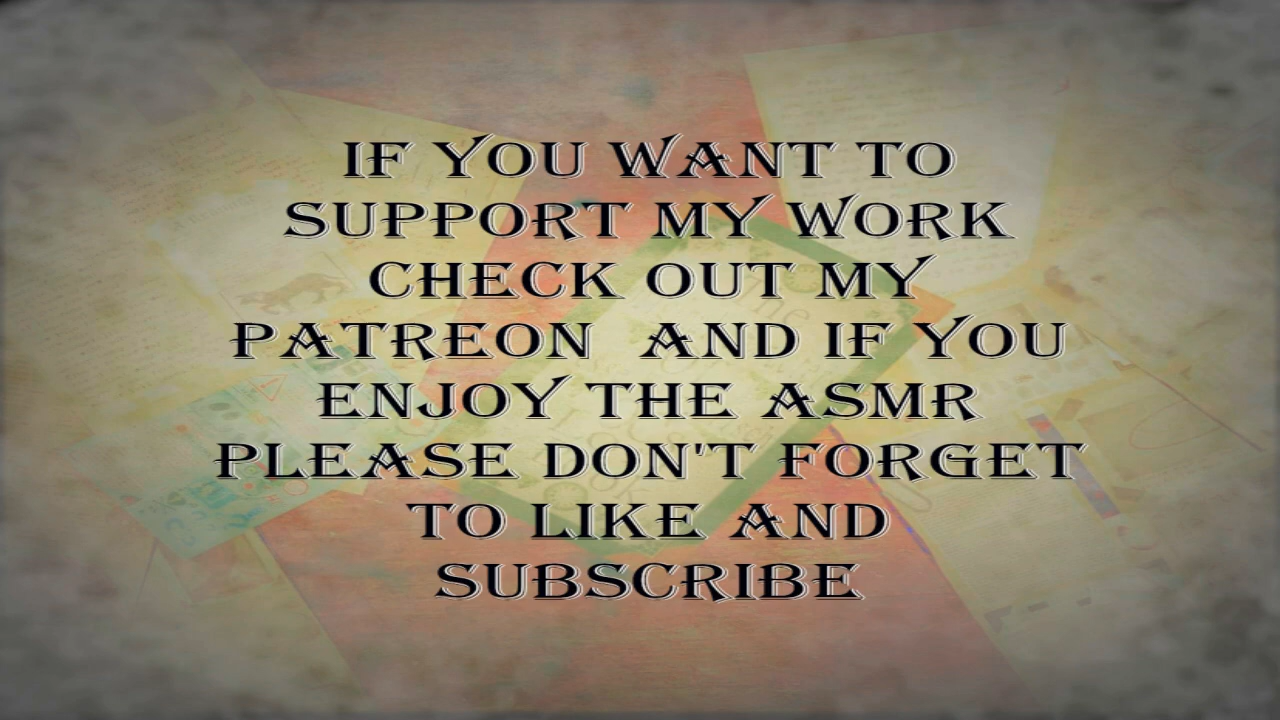 IF YOU WANT TO
SUPPORT MY WORK
CHECK OUT MY
PATREON  AND IF YOU
ENJOY THE ASMR
PLEASE DON'T FORGET
TO LIKE AND
SUBSCRIBE